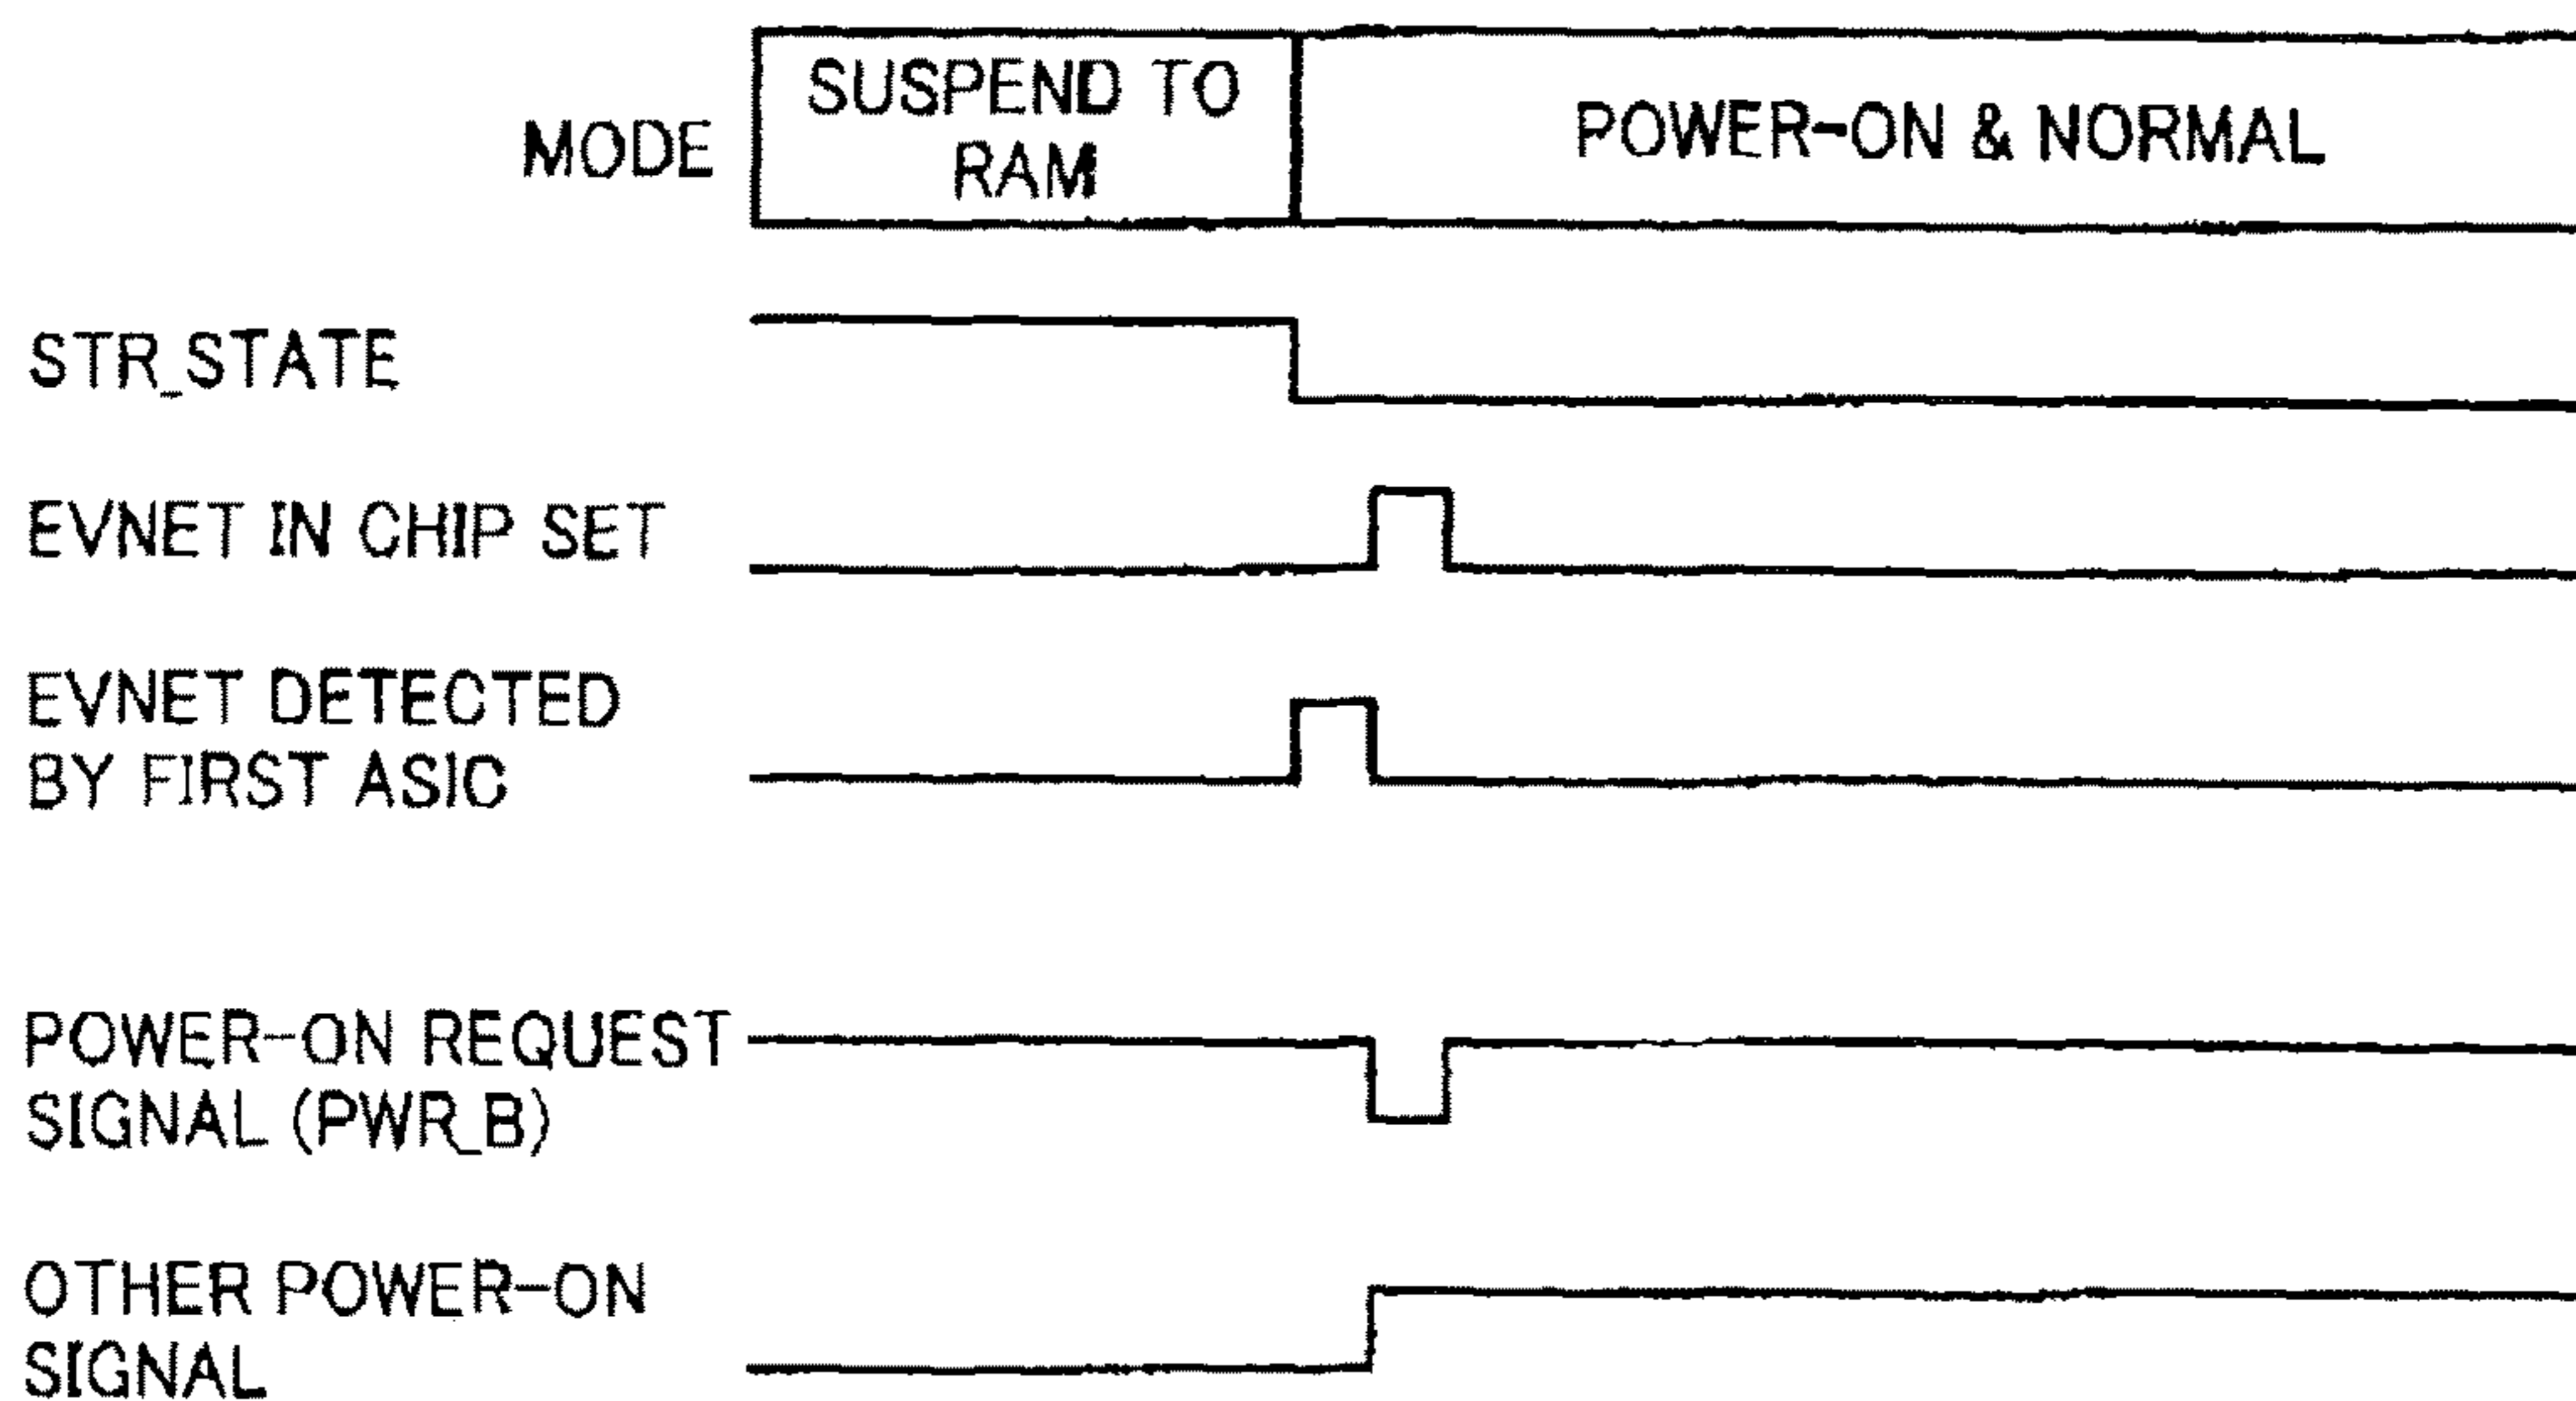 MODE
SUSPEND TO
RAM
POWER-ON & NORMAL
STR_STATE
EVNET IN CHIP SET
EVNET DETECTED
BY FIRST ASIC
POWER-ON REQUEST
SIGNAL (PWR_B)
OTHER POWER-ON
SIGNAL